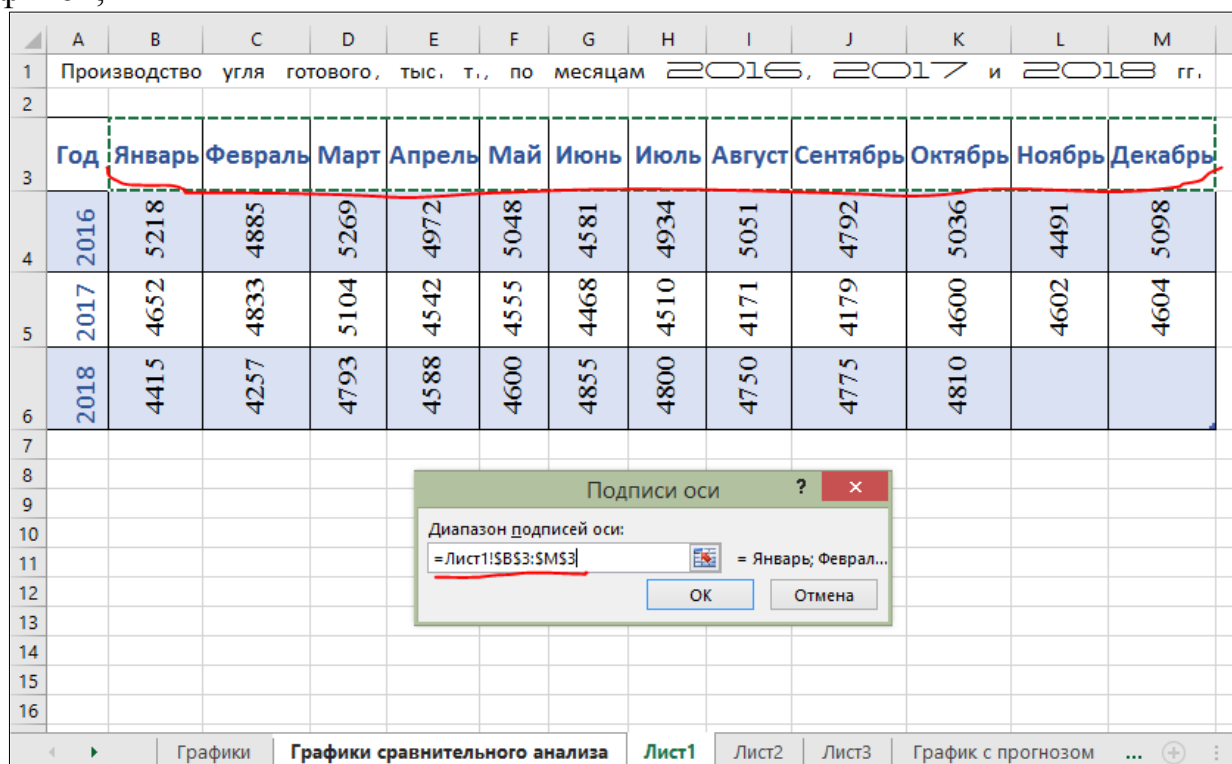 A B C D E F G H I J K L M
1 Производство угля готового, тыс. т., по месяцам 2016, 2017 и 2018 гг.
2
3 Год Январь Февраль Март Апрель Май Июнь Июль Август Сентябрь Октябрь Ноябрь Декабрь
4 2016 5218 4885 5269 4972 5048 4581 4934 5051 4792 5036 4491 5098
5 2017 4652 4833 5104 4542 4555 4468 4510 4171 4179 4600 4602 4604
6 2018 4415 4257 4793 4588 4600 4855 4800 4750 4775 4810
7
8
Подписи оси ? ×
9
10
Диапазон подписей оси:
11
=Лист1!$B$3:$M$3 = Январь; Феврал...
12
ОК Отмена
13
14
15
16
Графики Графики сравнительного анализа Лист1 Лист2 Лист3 График с прогнозом ...